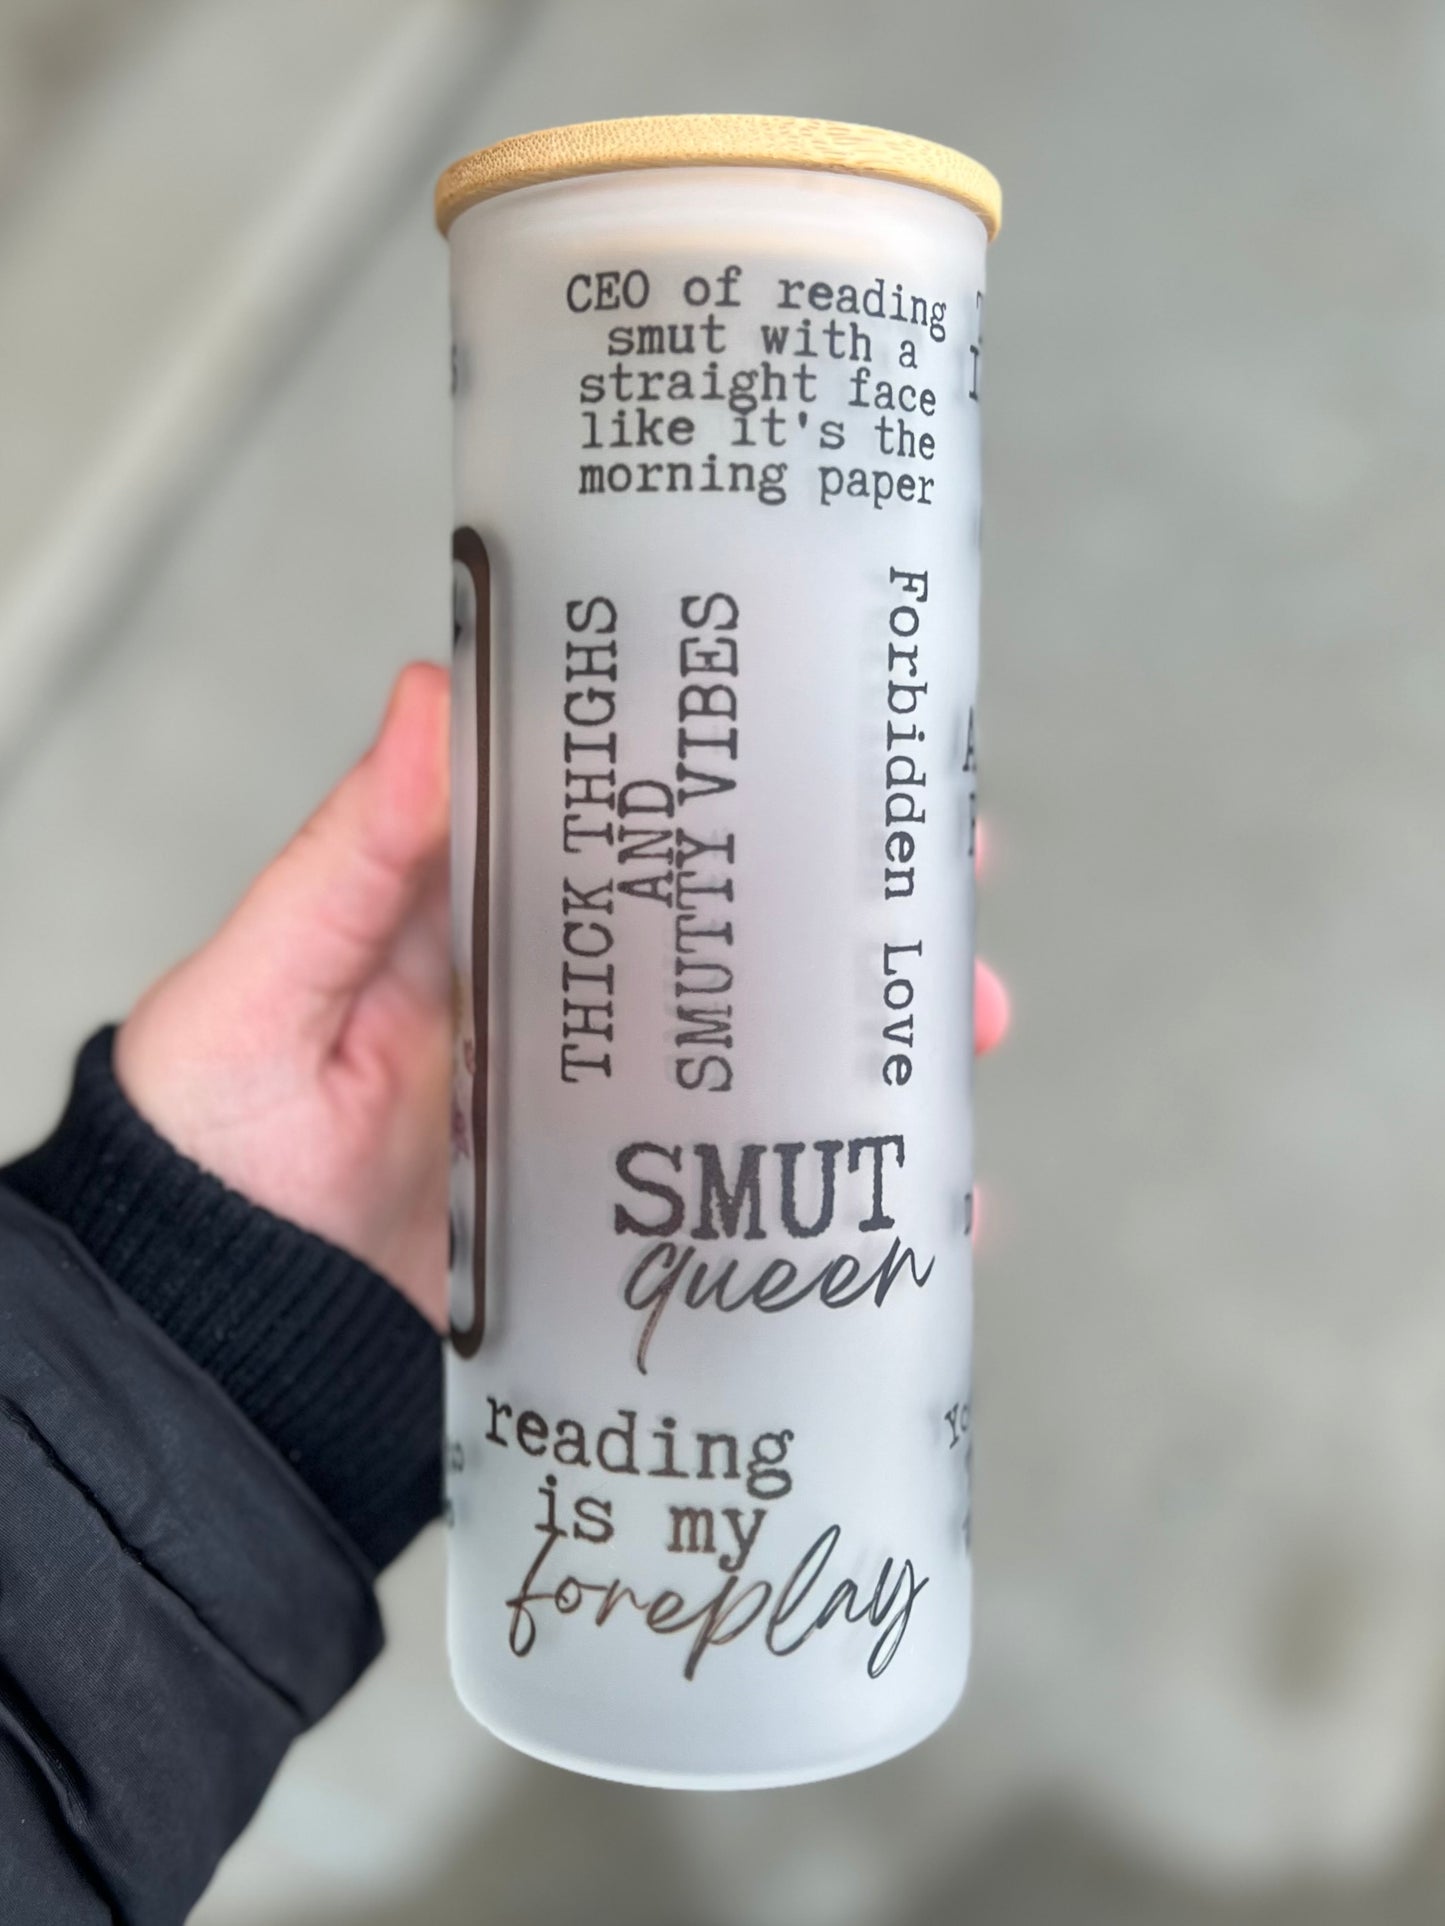 CEO of reading
smut with a
straight face
like it's the
morning paper
THICK THIGHS
AND
SMUTTY VIBES
Forbidden Love
SMUT
queen
reading
is my
foreplay